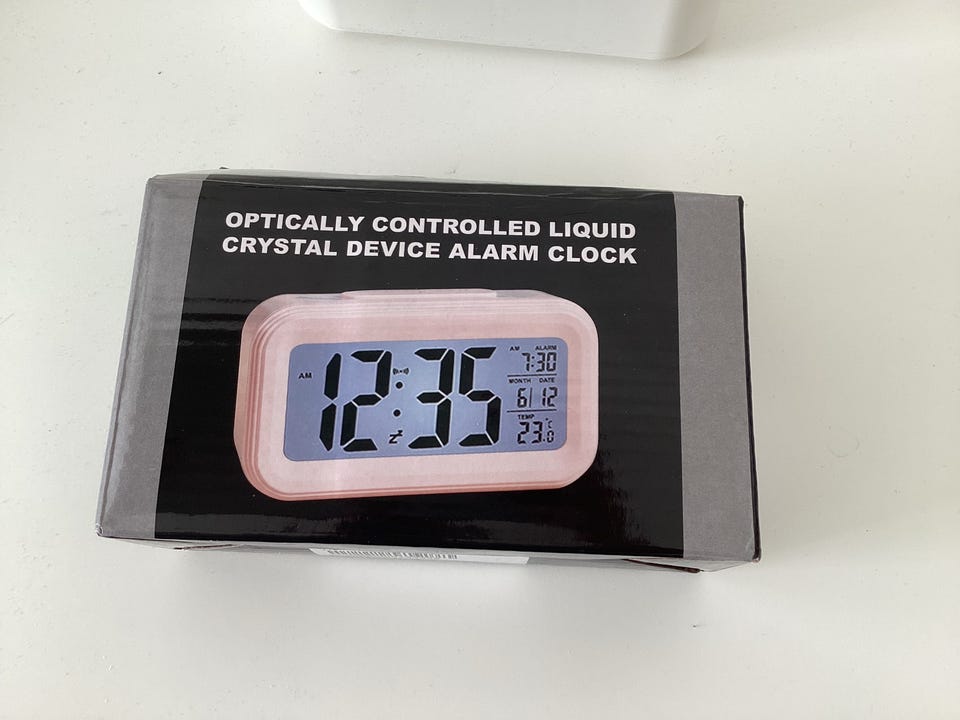 OPTICALLY CONTROLLED LIQUID
CRYSTAL DEVICE ALARM CLOCK
AM 12:35
AM ALARM
7:30
MONTH DATE
6 12
TEMP
23.0 °C
Zz